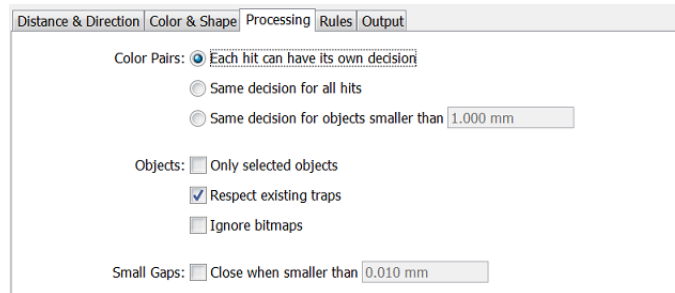 Distance & Direction Color & Shape Processing Rules Output
Color Pairs: Each hit can have its own decision
Same decision for all hits
Same decision for objects smaller than 1.000 mm
Objects: Only selected objects
Respect existing traps
Ignore bitmaps
Small Gaps: Close when smaller than 0.010 mm